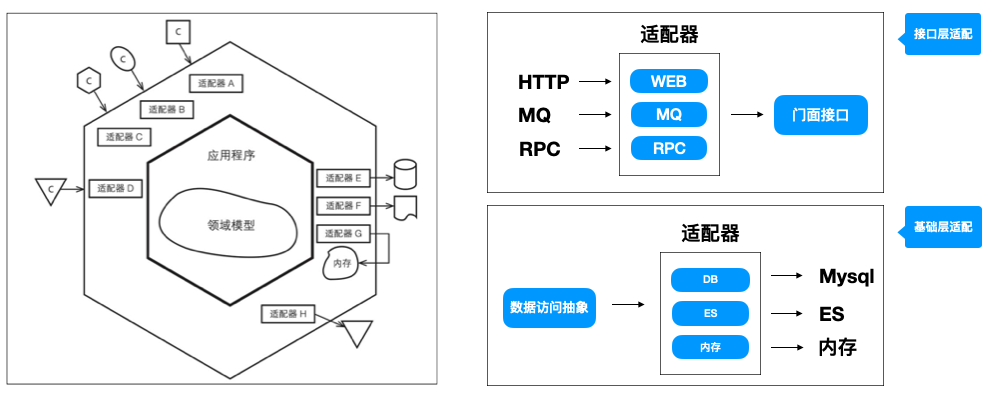 C
C
C
适配器 A
适配器 B
适配器 C
应用程序
C
适配器 D
适配器 E
适配器 F
领域模型
适配器 G
内存
适配器 H
适配器
接口层适配
HTTP
WEB
MQ
MQ
门面接口
RPC
RPC
适配器
基础层适配
DB
Mysql
数据访问抽象
ES
ES
内存
内存